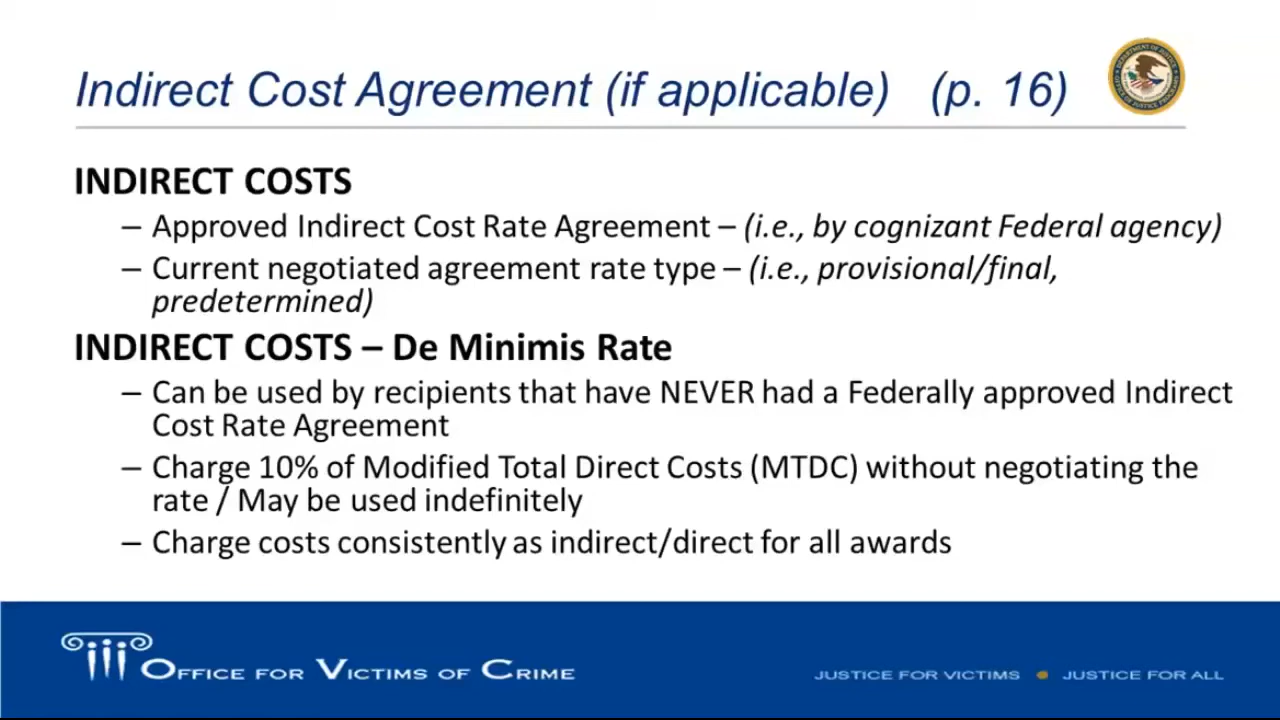 Indirect Cost Agreement (if applicable) (p. 16)
INDIRECT COSTS
– Approved Indirect Cost Rate Agreement – (i.e., by cognizant Federal agency)
– Current negotiated agreement rate type – (i.e., provisional/final,
predetermined)
INDIRECT COSTS – De Minimis Rate
– Can be used by recipients that have NEVER had a Federally approved Indirect
Cost Rate Agreement
– Charge 10% of Modified Total Direct Costs (MTDC) without negotiating the
rate / May be used indefinitely
– Charge costs consistently as indirect/direct for all awards
OFFICE FOR VICTIMS OF CRIME
JUSTICE FOR VICTIMS • JUSTICE FOR ALL